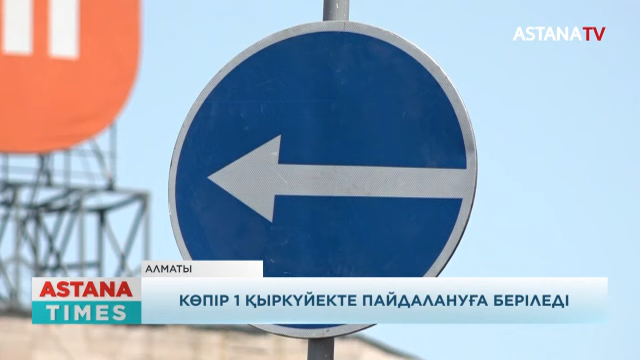 ASTANATV
АЛМАТЫ
ASTANA
TIMES
КӨПІР 1 ҚЫРКҮЙЕКТЕ ПАЙДАЛАНУҒА БЕРІЛЕДІ